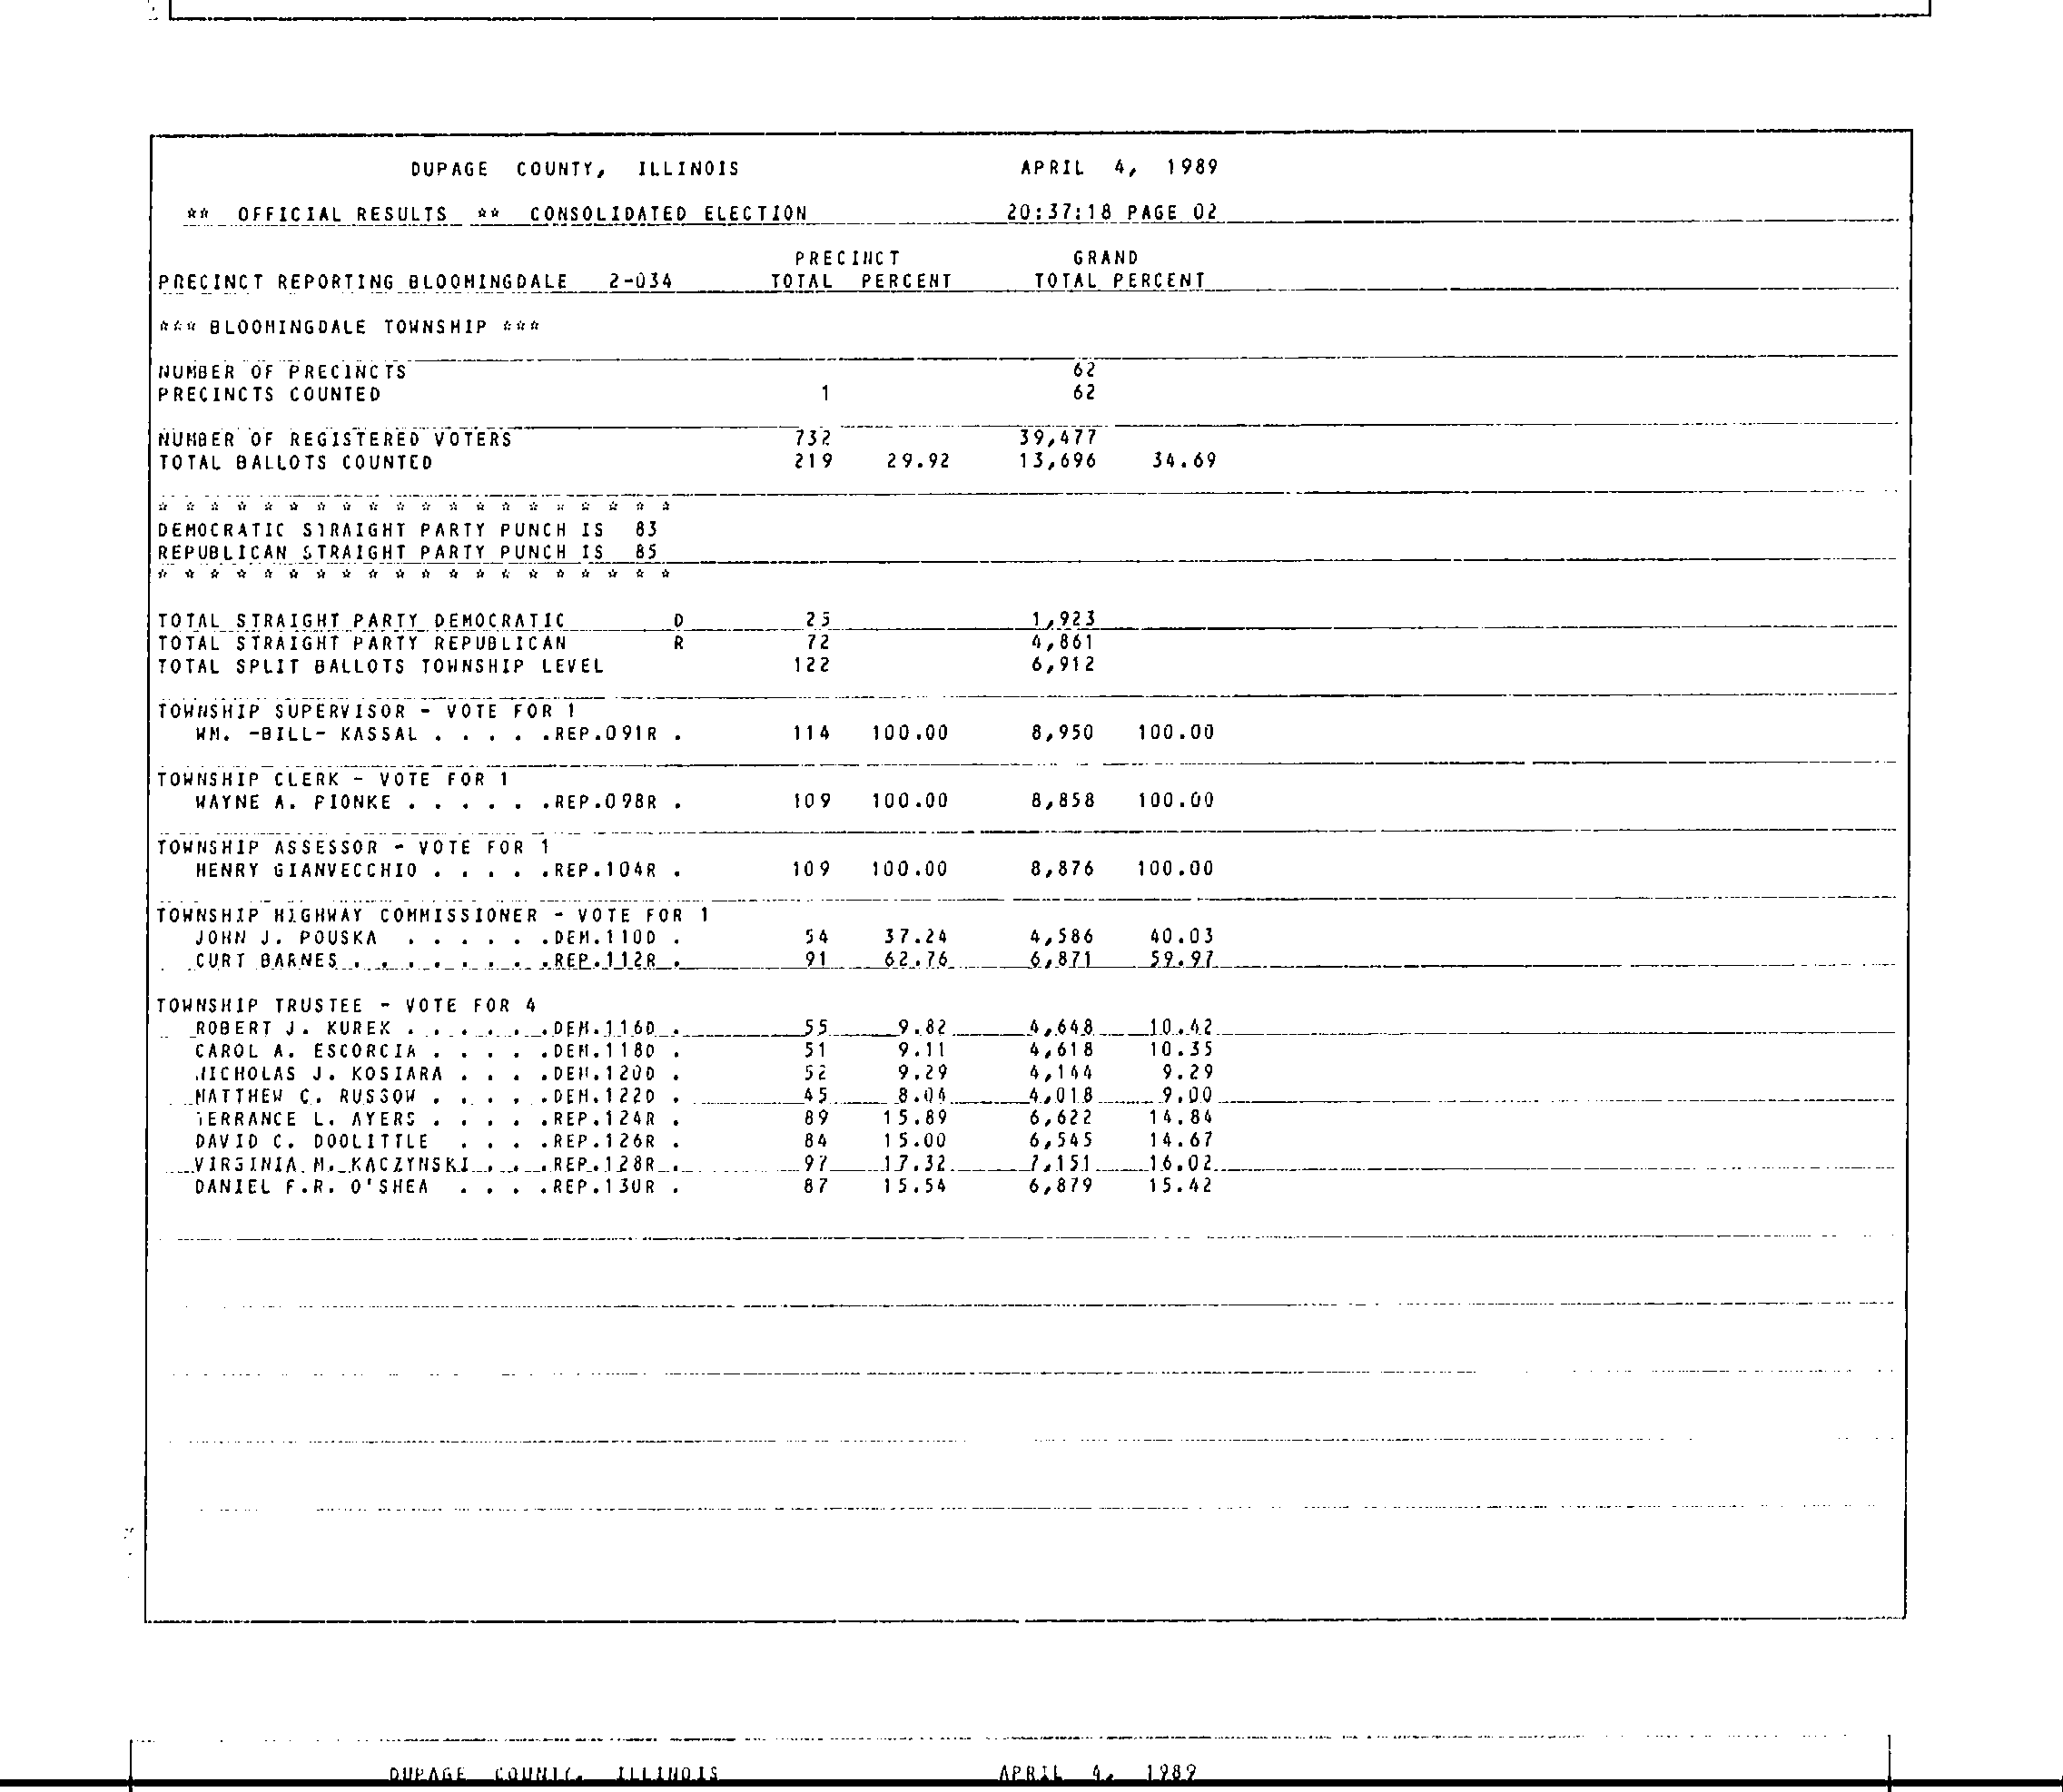 DUPAGE COUNTY, ILLINOIS APRIL 4, 1989
** OFFICIAL RESULTS ** CONSOLIDATED ELECTION 20:37:18 PAGE 02
PRECINCT GRAND
PRECINCT REPORTING BLOOMINGDALE 2-034 TOTAL PERCENT TOTAL PERCENT
*** BLOOMINGDALE TOWNSHIP ***
NUMBER OF PRECINCTS 62
PRECINCTS COUNTED 1 62
NUMBER OF REGISTERED VOTERS 732 39,477
TOTAL BALLOTS COUNTED 219 29.92 13,696 34.69
* * * * * * * * * * * * * * * * * * * *
DEMOCRATIC STRAIGHT PARTY PUNCH IS 83
REPUBLICAN STRAIGHT PARTY PUNCH IS 85
* * * * * * * * * * * * * * * * * * * *
TOTAL STRAIGHT PARTY DEMOCRATIC D 25 1,923
TOTAL STRAIGHT PARTY REPUBLICAN R 72 4,861
TOTAL SPLIT BALLOTS TOWNSHIP LEVEL 122 6,912
TOWNSHIP SUPERVISOR - VOTE FOR 1
WM. -BILL- KASSAL . . . . .REP.091R . 114 100.00 8,950 100.00
TOWNSHIP CLERK - VOTE FOR 1
WAYNE A. PIONKE . . . . . .REP.098R . 109 100.00 8,858 100.00
TOWNSHIP ASSESSOR - VOTE FOR 1
HENRY GIANVECCHIO . . . . .REP.104R . 109 100.00 8,876 100.00
TOWNSHIP HIGHWAY COMMISSIONER - VOTE FOR 1
JOHN J. POUSKA . . . . . .DEM.110D . 54 37.24 4,586 40.03
CURT BARNES . . . . . . . .REP.112R . 91 62.76 6,871 59.97
TOWNSHIP TRUSTEE - VOTE FOR 4
ROBERT J. KUREK . . . . . .DEM.116D . 55 9.82 4,648 10.42
CAROL A. ESCORCIA . . . . .DEM.118D . 51 9.11 4,618 10.35
NICHOLAS J. KOSIARA . . . .DEM.120D . 52 9.29 4,144 9.29
MATTHEW C. RUSSOW . . . . .DEM.122D . 45 8.04 4,018 9.00
TERRANCE L. AYERS . . . . .REP.124R . 89 15.89 6,622 14.84
DAVID C. DOOLITTLE . . . .REP.126R . 84 15.00 6,545 14.67
VIRGINIA M. KACZYNSKI . . .REP.128R . 97 17.32 7,151 16.02
DANIEL F.R. O'SHEA . . . .REP.130R . 87 15.54 6,879 15.42
DUPAGE COUNTY, ILLINOIS APRIL 4, 1989